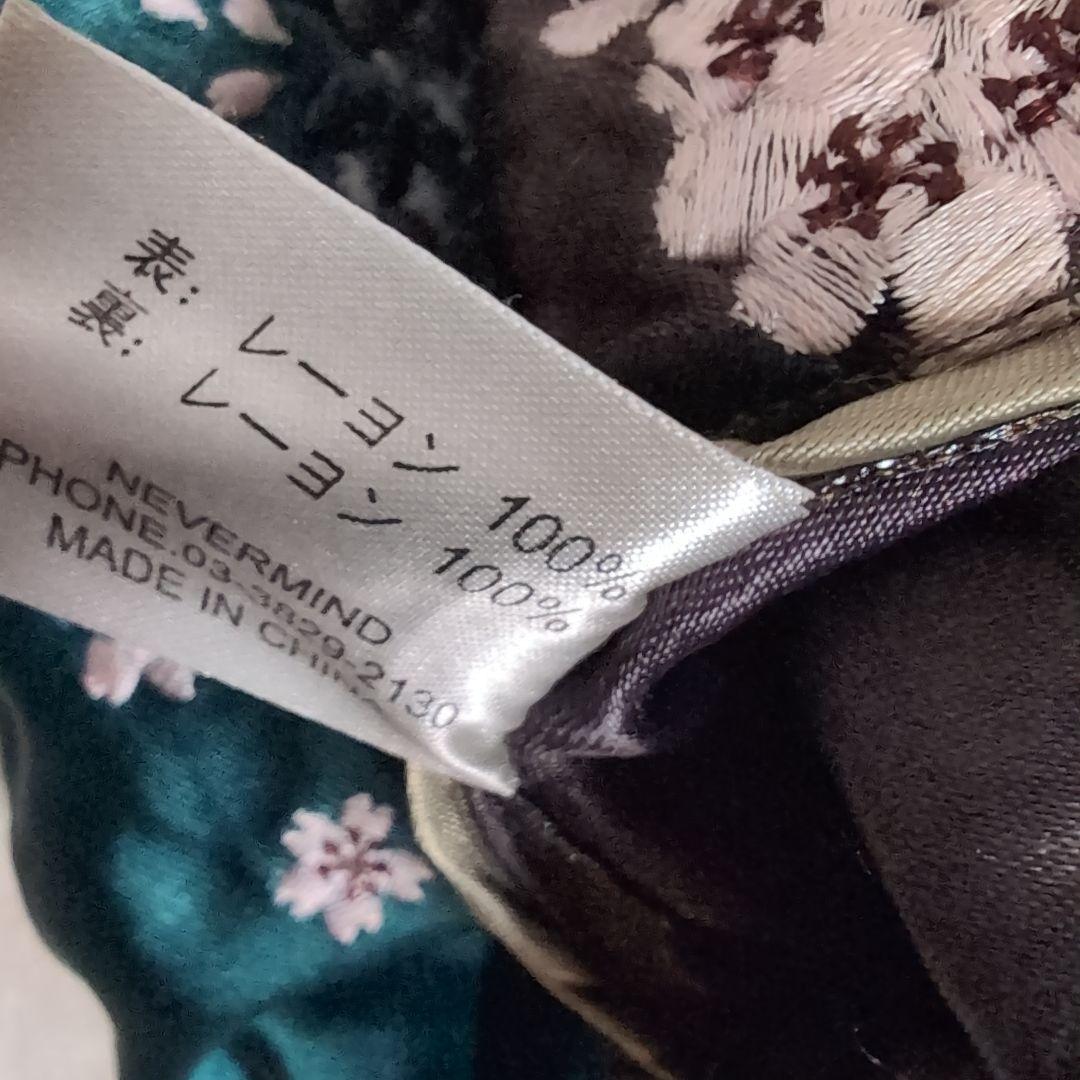 表: レーヨン 100%
裏: レーヨン 100%
NEVERMIND
PHONE.03-3829-2130
MADE IN CHIN